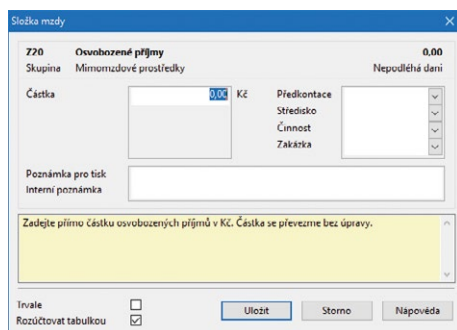 Složka mzdy
Z20 Osvobozené příjmy 0,00
Skupina Mimomzdové prostředky Nepodléhá dani
Částka 0,00 Kč Předkontace
Středisko
Činnost
Zakázka
Poznámka pro tisk
Interní poznámka
Zadejte přímo částku osvobozených příjmů v Kč. Částka se převezme bez úpravy.
Trvale
Rozúčtovat tabulkou
Uložit Storno Nápověda